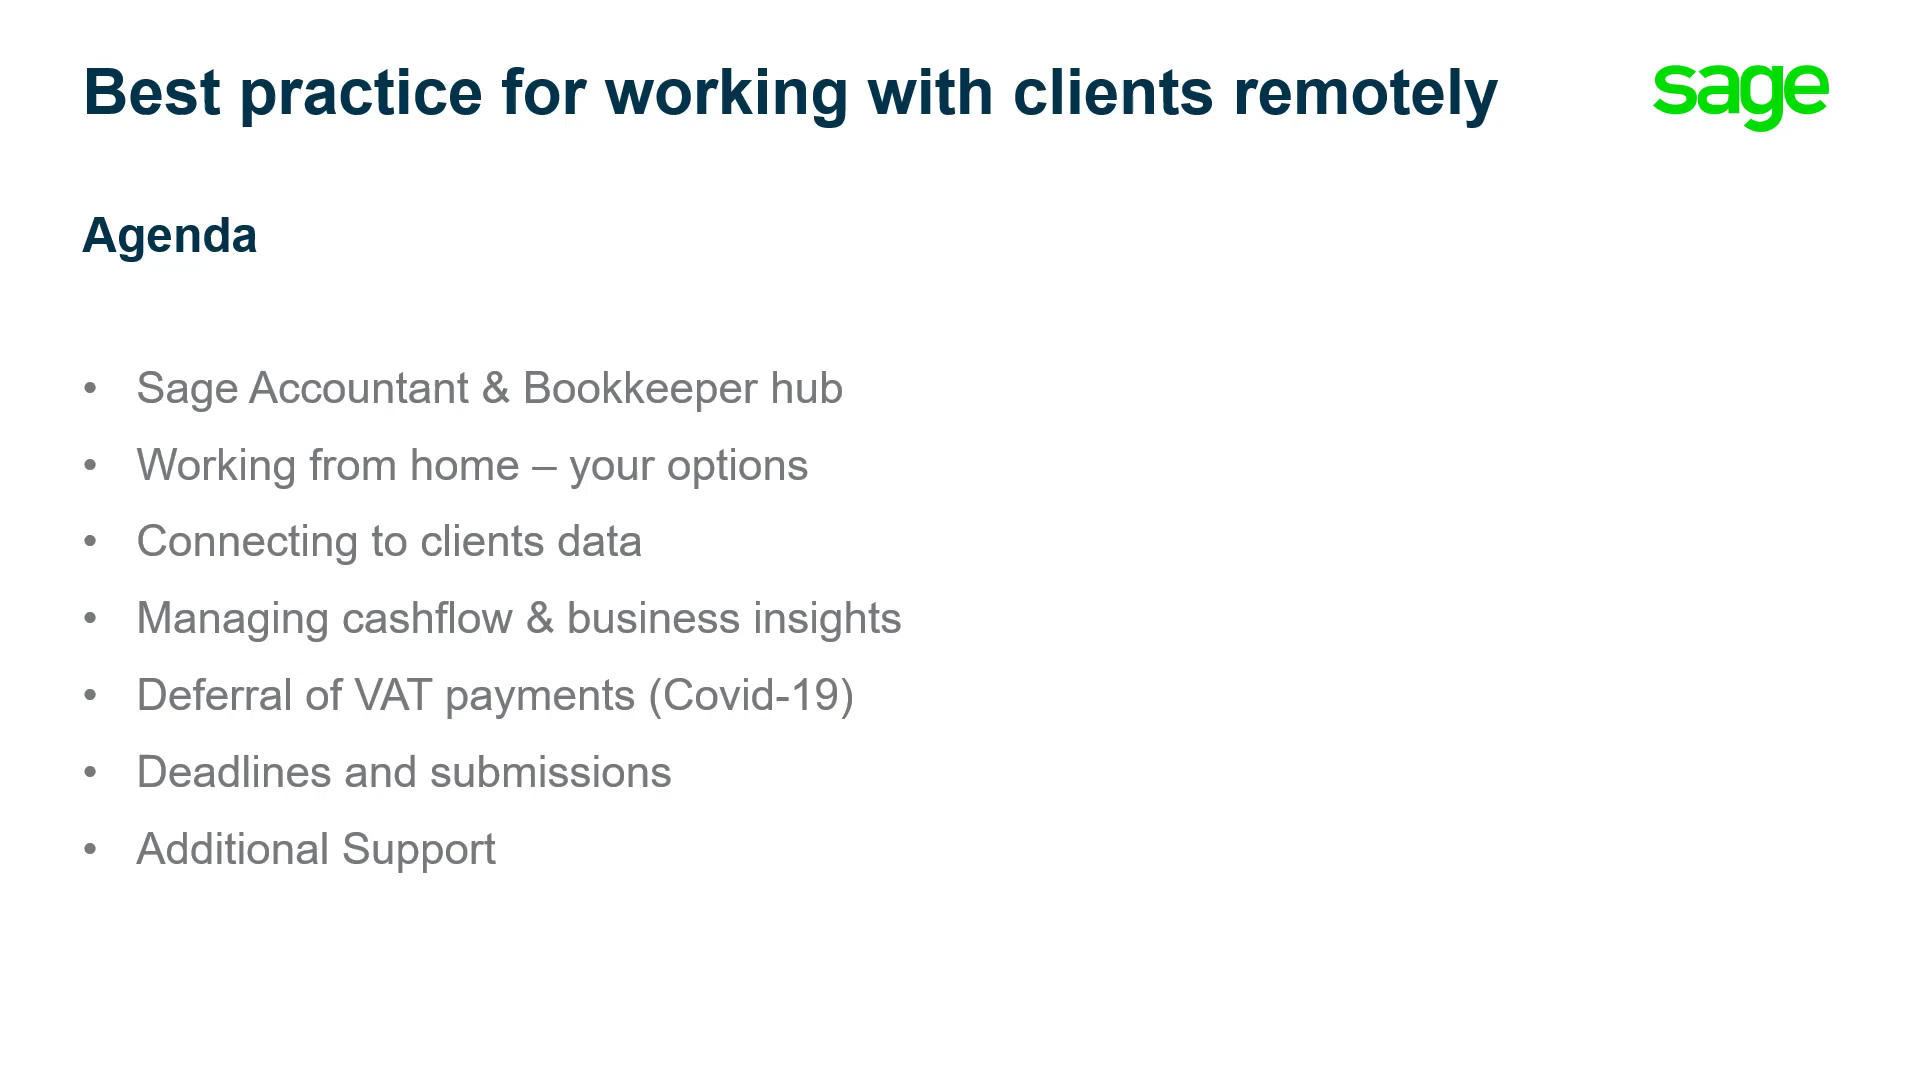 Best practice for working with clients remotely
sage
Agenda
• Sage Accountant & Bookkeeper hub
• Working from home – your options
• Connecting to clients data
• Managing cashflow & business insights
• Deferral of VAT payments (Covid-19)
• Deadlines and submissions
• Additional Support